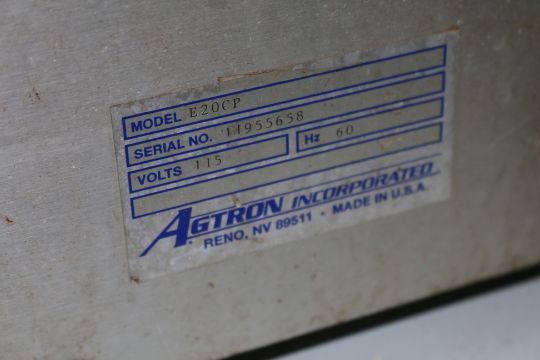 MODEL E20CP
SERIAL NO. 11955658
VOLTS 115 Hz 60
AGTRON INCORPORATED
RENO, NV 89511 • MADE IN U.S.A.